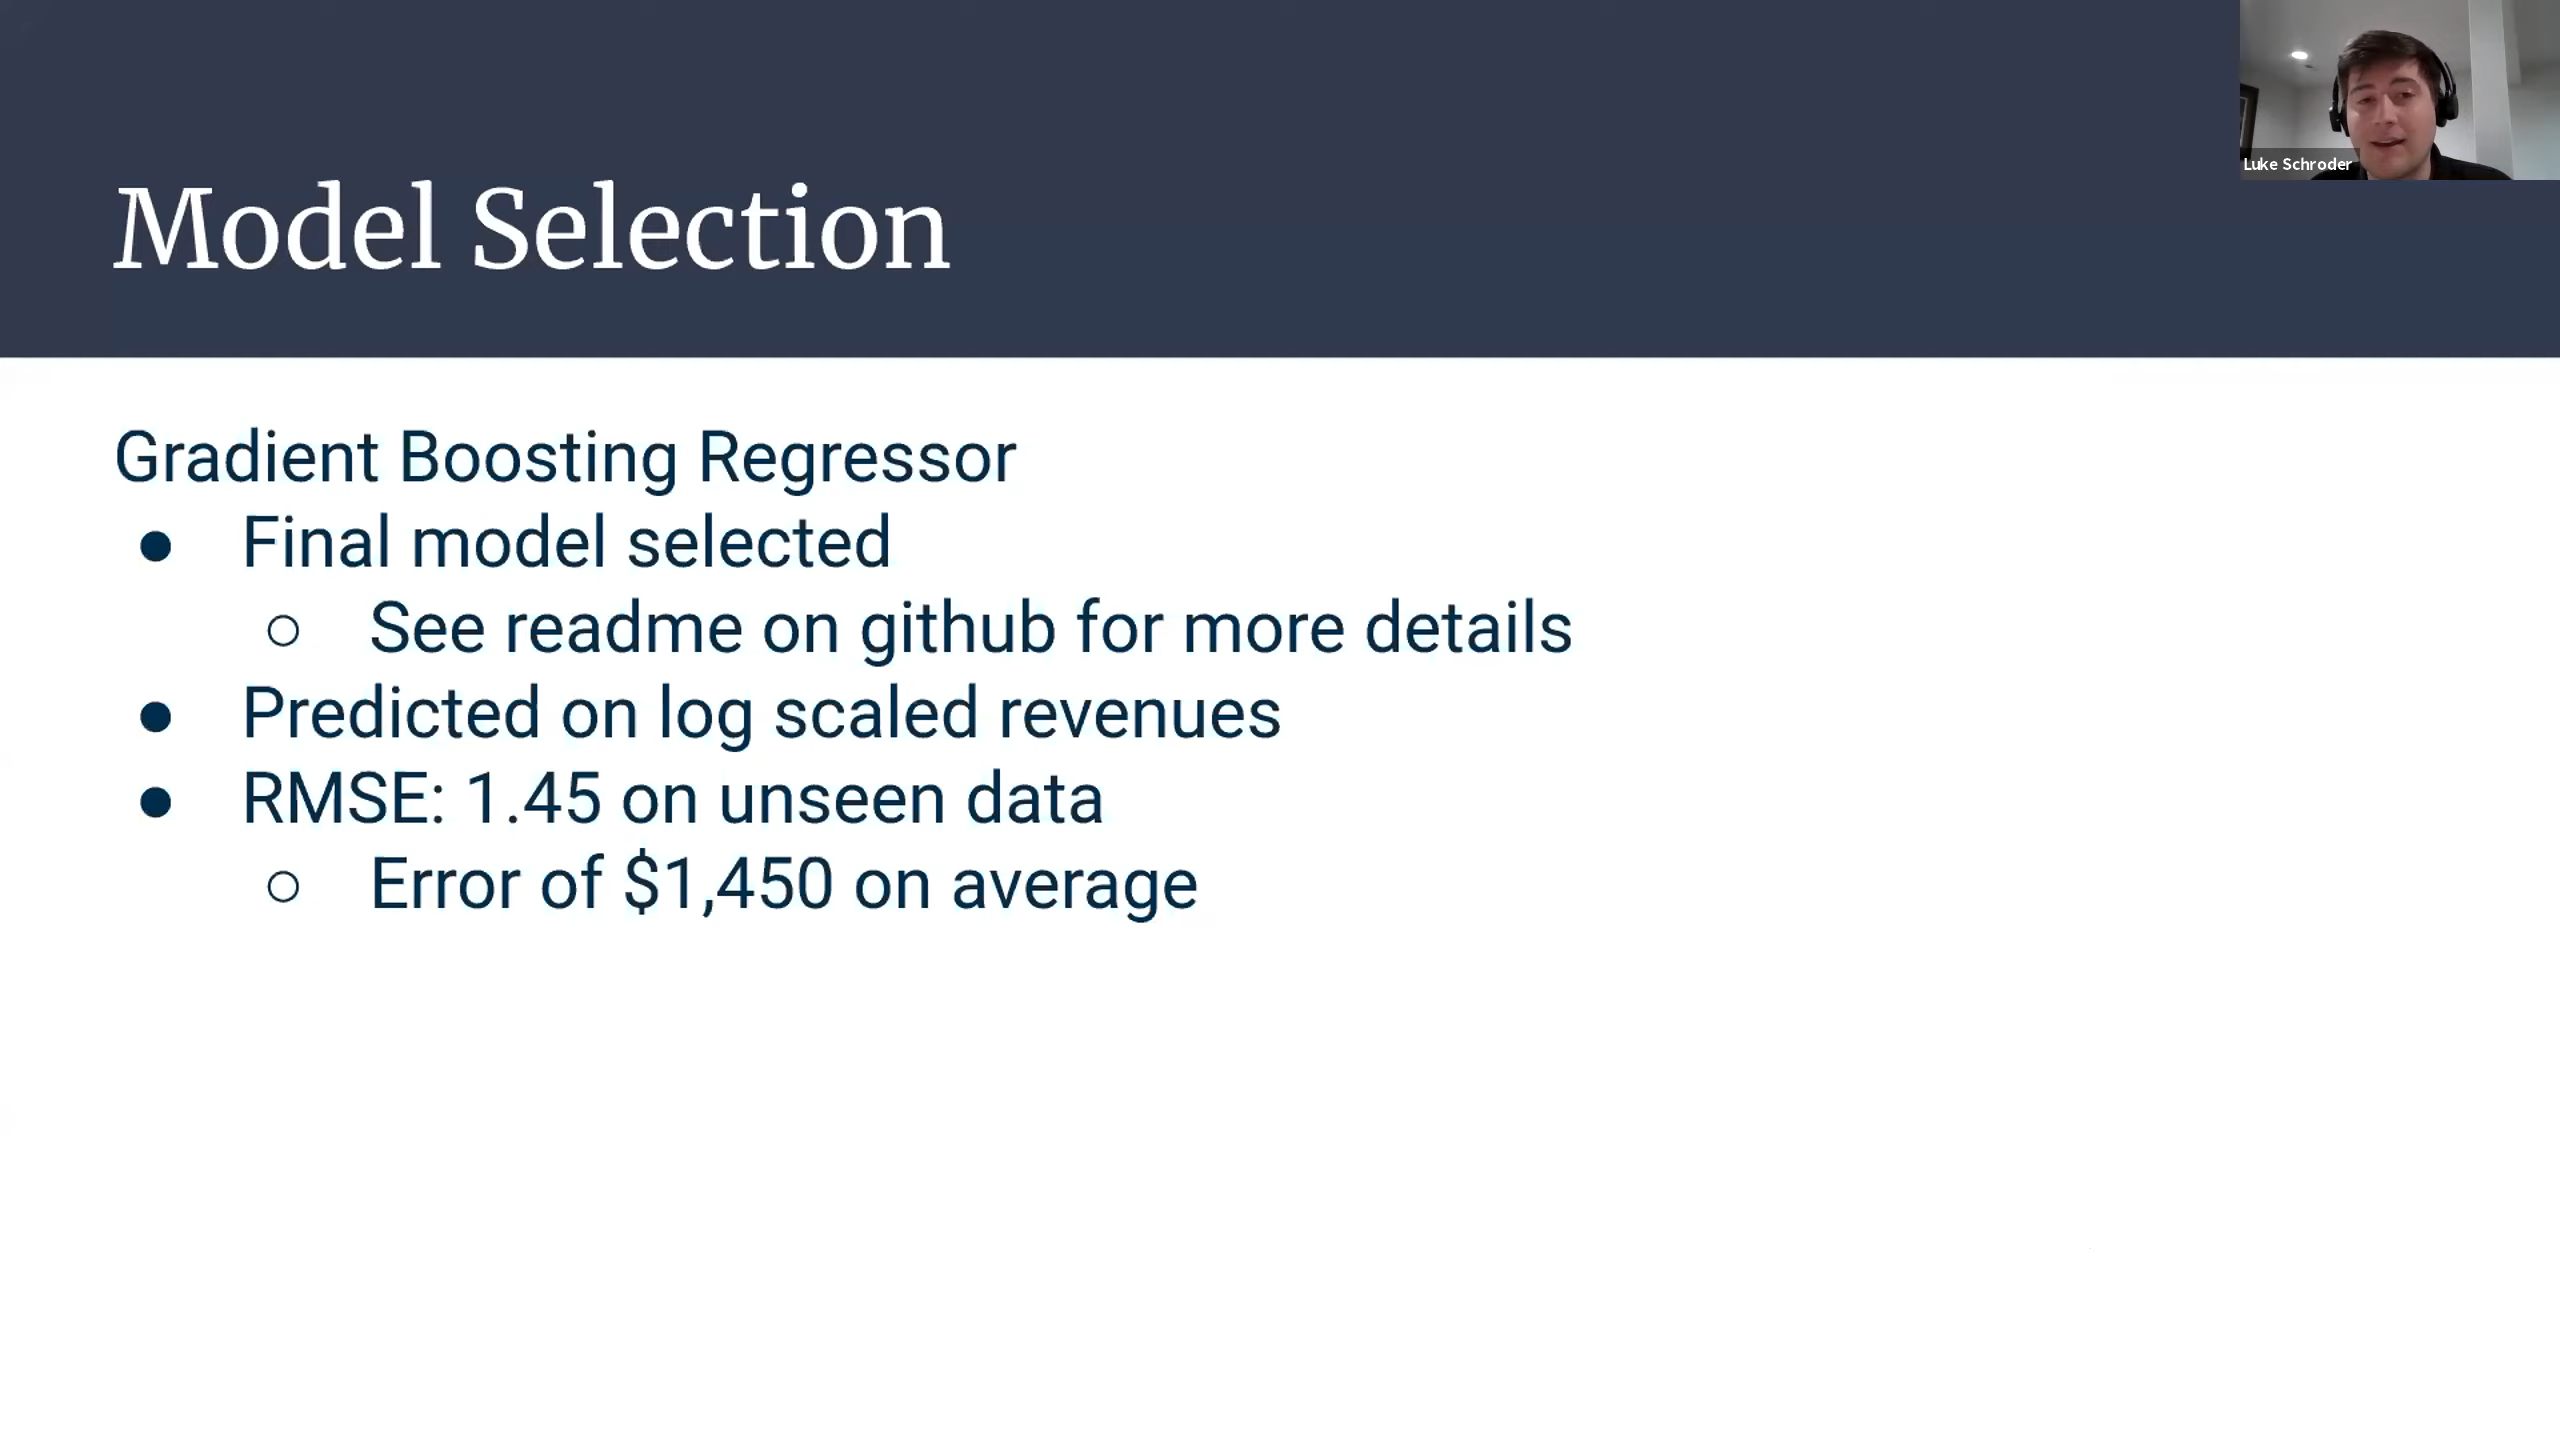 Luke Schroder
Model Selection
Gradient Boosting Regressor
● Final model selected
○ See readme on github for more details
● Predicted on log scaled revenues
● RMSE: 1.45 on unseen data
○ Error of $1,450 on average